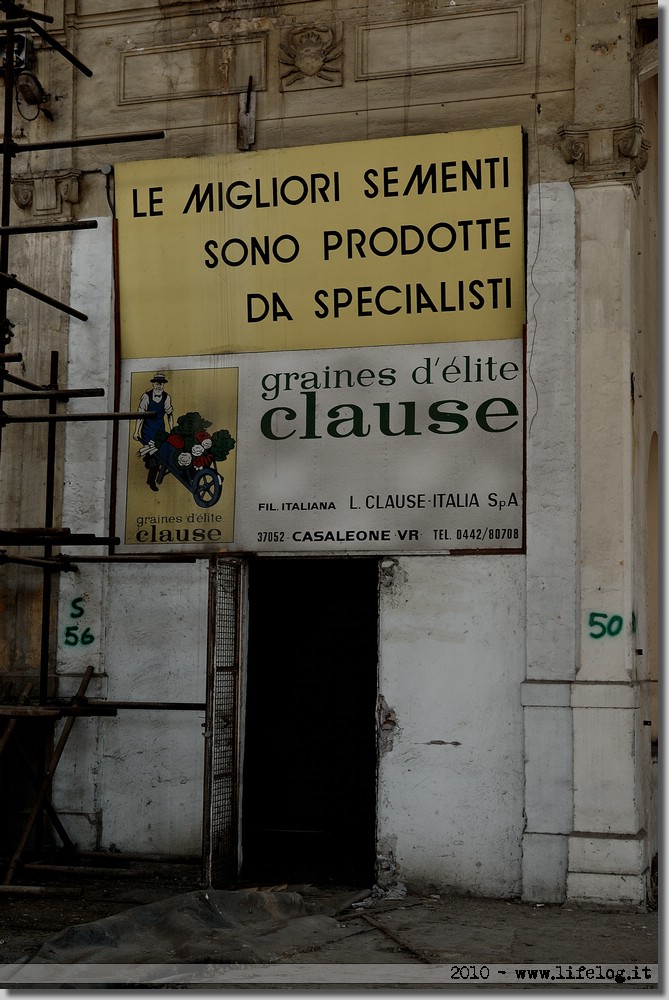 LE MIGLIORI SEMENTI
SONO PRODOTTE
DA SPECIALISTI
graines d'élite
clause
graines d'élite
clause
FIL. ITALIANA L. CLAUSE-ITALIA SpA
37052 - CASALEONE - VR - TEL. 0442/80708
S
56
50
2010 - www.lifelog.it